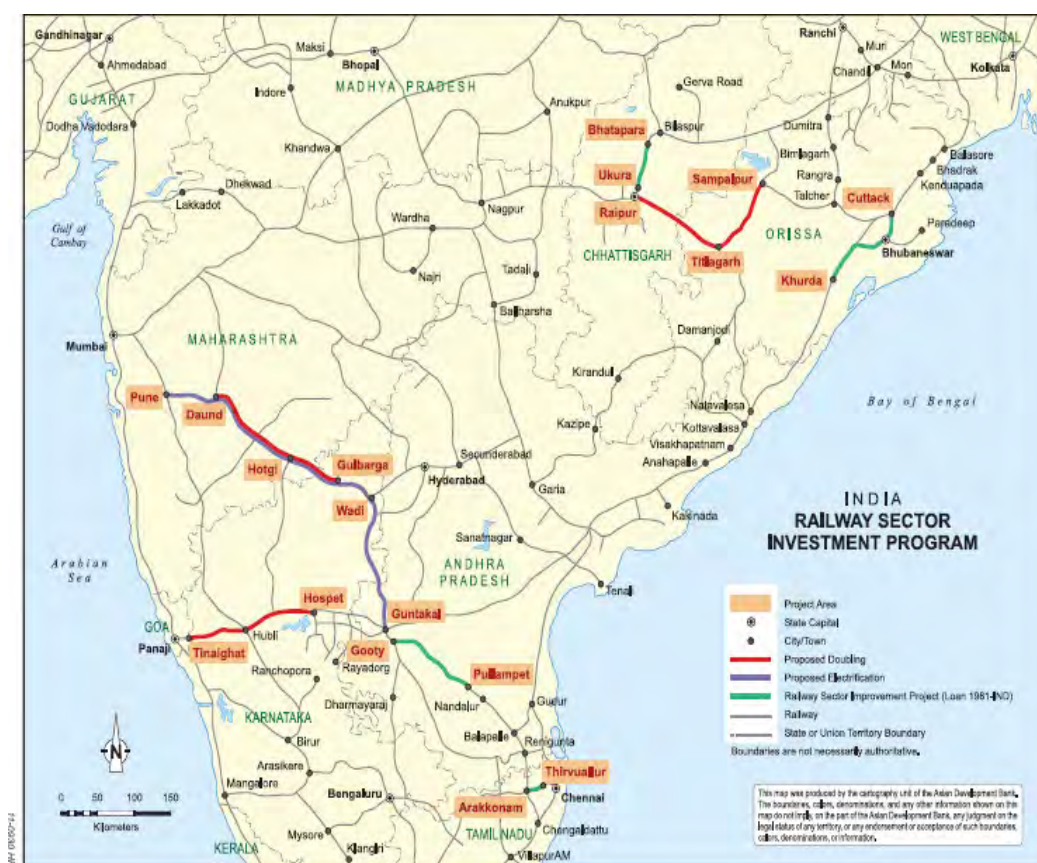 Gandhinagar
Ahmedabad
GUJARAT
Dodha Vadodara
Maksi
Bhopal
Indore
MADHYA PRADESH
Khandwa
Anukpur
Gerva Road
Ranchi
Muri
Chandil
Mon
WEST BENGAL
Kolkata
Bhatapara
Bilaspur
Dumitra
Bimlagarh
Balasore
Bhadrak
Kenduapada
Ukura
Sampalpur
Rangra
Talcher
Cuttack
Raipur
Dhekwad
Lakkadot
Nagpur
Wardha
Gulf of
Cambay
CHHATTISGARH
Titlagarh
ORISSA
Paradeep
Bhubaneswar
Khurda
Najri
Tadali
Balharsha
Mumbai
MAHARASHTRA
Damanjodi
Kirandul
Pune
Daund
Kazipe
Natavalasa
Kottavalasa
Visakhapatnam
Anahapalle
Bay of Bengal
Hotgi
Gulbarga
Secunderabad
Hyderabad
Wadi
Garia
Kakinada
Sanatnagar
ANDHRA
PRADESH
Tenali
Arabian
Sea
Hospet
Guntakal
GOA
Panaji
Tinaighat
Hubli
Gooty
Ranchopora
Rayadorg
Pullampet
Dharmayaraj
Nandalur
Gudur
KARNATAKA
Birur
Balapelle
Renigunta
Arasikere
Thirvuallur
Mangalore
Bengaluru
Arakkonam
Chennai
Mysore
TAMIL NADU
Chengaldattu
KERALA
Klangiri
VillapurAM
N
0 50 100 150
Kilometers
INDIA
RAILWAY SECTOR
INVESTMENT PROGRAM
Project Area
State Capital
City/Town
Proposed Doubling
Proposed Electrification
Railway Sector Improvement Project (Loan 1981-IND)
Railway
State or Union Territory Boundary
Boundaries are not necessarily authoritative.
This map was produced by the cartography unit of the Asian Development Bank.
The boundaries, colors, denominations, and any other information shown on this
map do not imply, on the part of the Asian Development Bank, any judgment on the
legal status of any territory, or any endorsement or acceptance of such boundaries,
colors, denominations, or information.